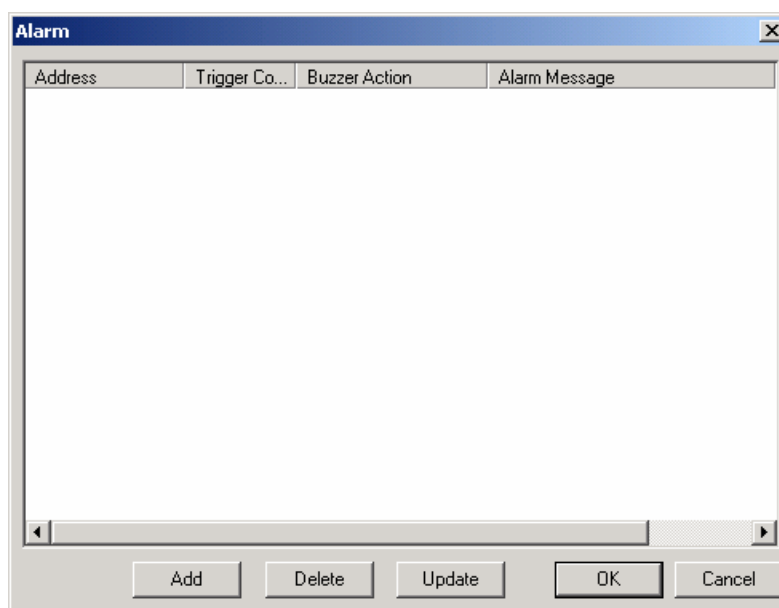 Alarm
Address Trigger Co... Buzzer Action Alarm Message
Add Delete Update OK Cancel